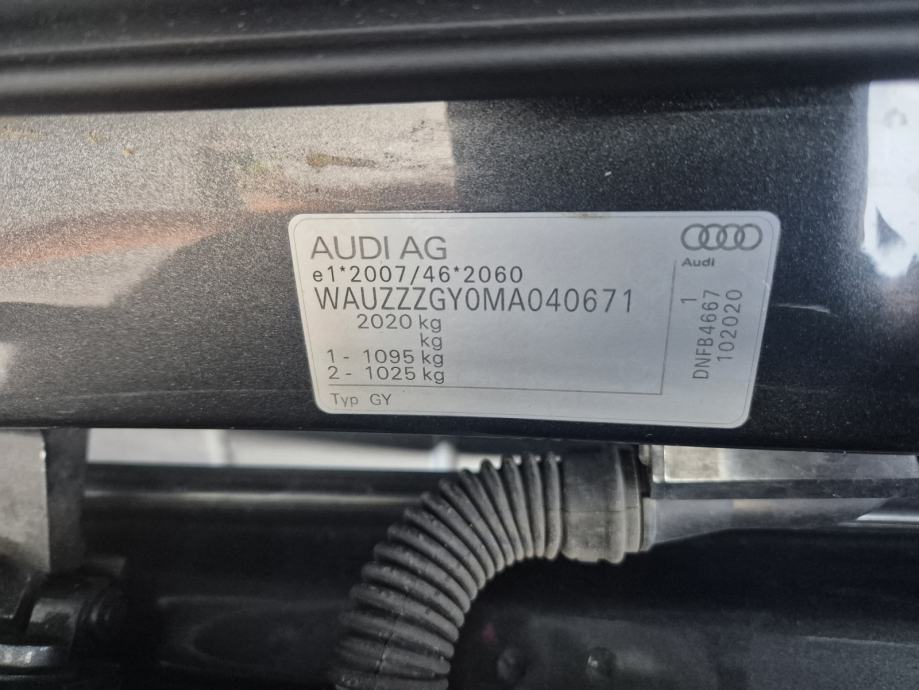 AUDI AG
e1*2007/46*2060
WAUZZZGY0MA040671
2020 kg
kg
1 - 1095 kg
2 - 1025 kg
Typ GY
Audi
DNFB4667 1
102020